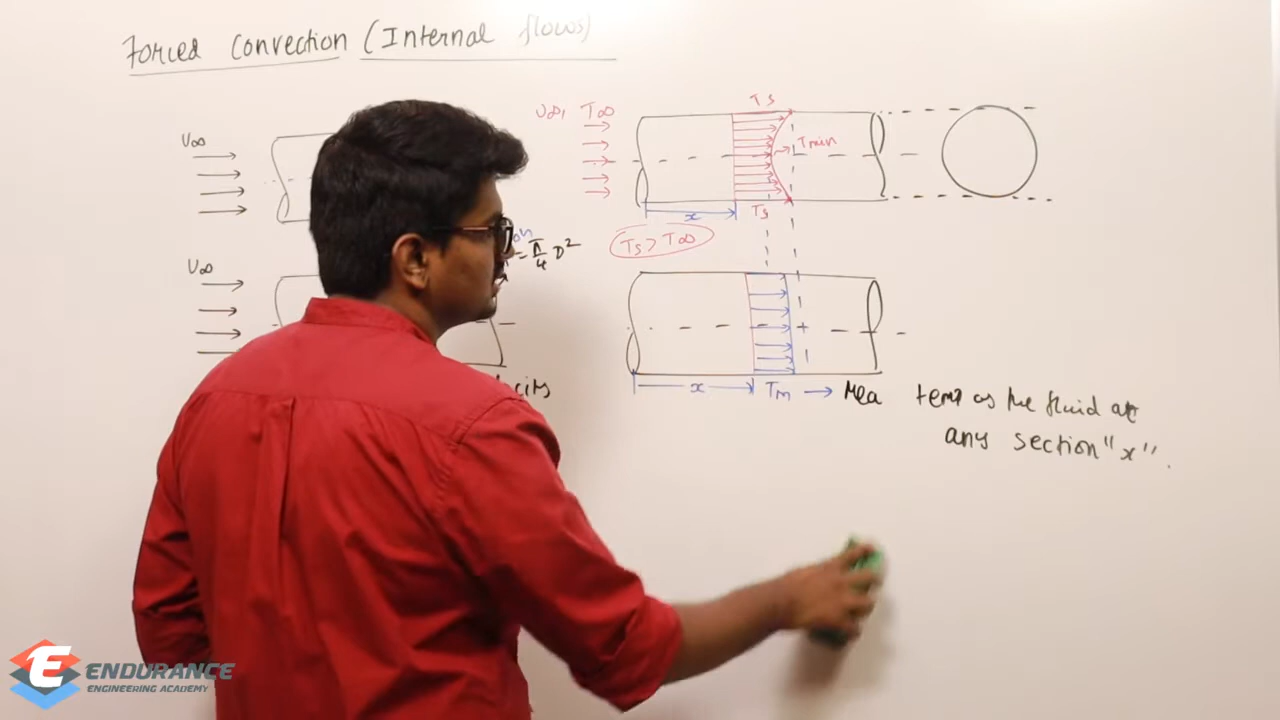 Forced Convection (Internal flows)
U∞
U∞, T∞
Ts
Tmin
x
Ts
Ts > T∞
= π/4 D²
U∞
x
Tm → Mea temp of the fluid at
any section "x".
ENDURANCE
ENGINEERING ACADEMY